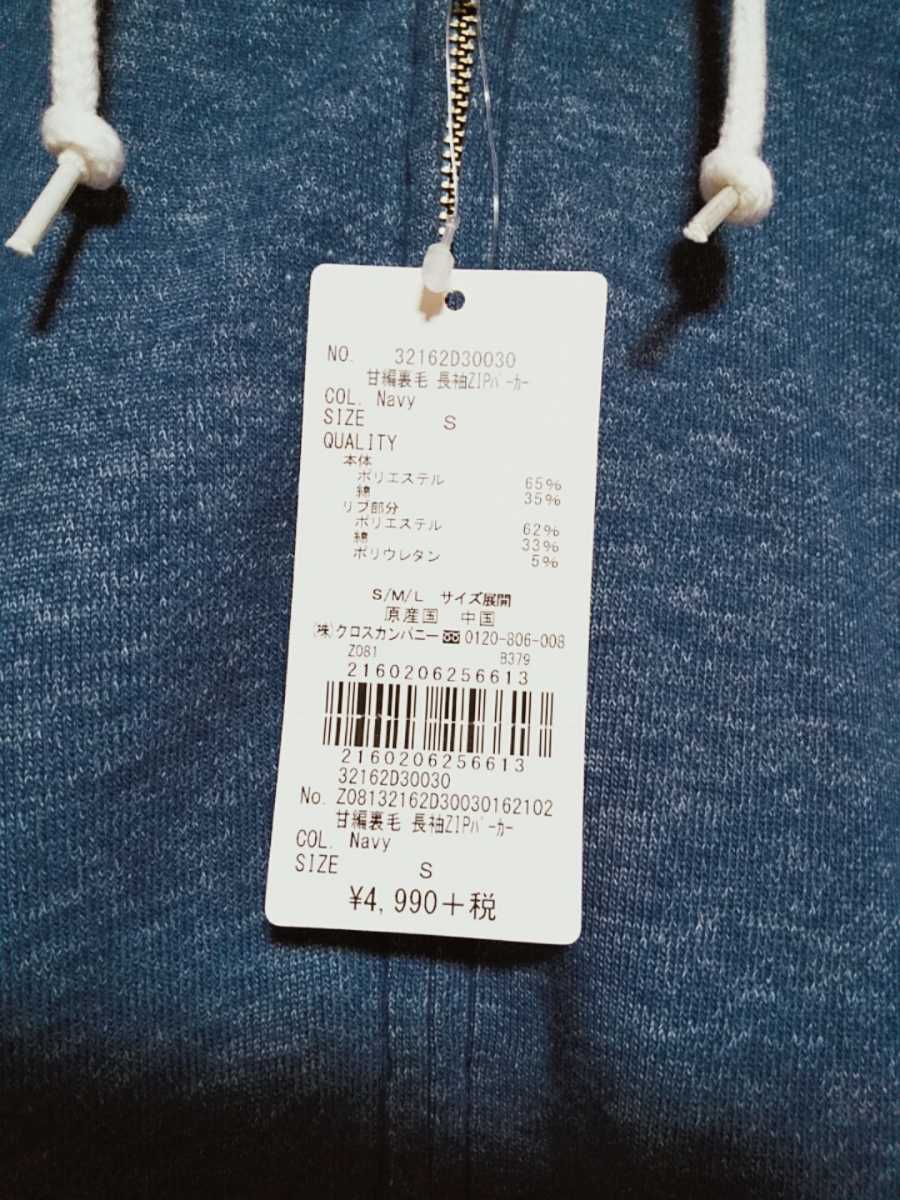 NO. 32162D30030
甘編裏毛 長袖ZIPﾊﾟｰｶｰ
COL. Navy
SIZE S
QUALITY
本体
ポリエステル 65%
綿 35%
リブ部分
ポリエステル 62%
綿 33%
ポリウレタン 5%
S/M/L サイズ展開
原産国 中国
(株)クロスカンパニー 0120-806-008
Z081 B379
2160206256613
2160206256613
32162D30030
No. Z08132162D30030162102
甘編裏毛 長袖ZIPﾊﾟｰｶｰ
COL. Navy
SIZE S
¥4,990+税